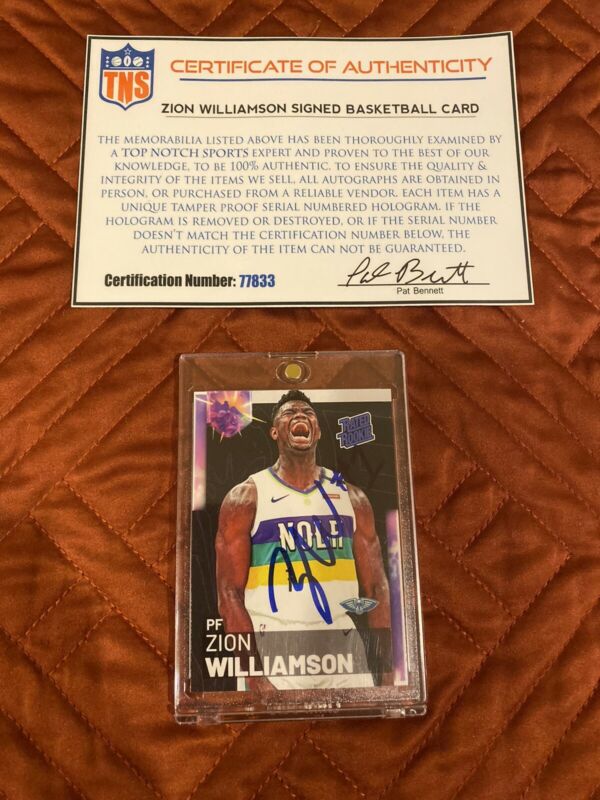 TNS
CERTIFICATE OF AUTHENTICITY
ZION WILLIAMSON SIGNED BASKETBALL CARD
THE MEMORABILIA LISTED ABOVE HAS BEEN THOROUGHLY EXAMINED BY
A TOP NOTCH SPORTS EXPERT AND PROVEN TO THE BEST OF OUR
KNOWLEDGE, TO BE 100% AUTHENTIC. TO ENSURE THE QUALITY &
INTEGRITY OF THE ITEMS WE SELL, ALL AUTOGRAPHS ARE OBTAINED IN
PERSON, OR PURCHASED FROM A RELIABLE VENDOR. EACH ITEM HAS A
UNIQUE TAMPER PROOF SERIAL NUMBERED HOLOGRAM. IF THE
HOLOGRAM IS REMOVED OR DESTROYED, OR IF THE SERIAL NUMBER
DOESN'T MATCH THE CERTIFICATION NUMBER BELOW, THE
AUTHENTICITY OF THE ITEM CAN NOT BE GUARANTEED.
Certification Number: 77833
Pat Bennett
Pat Bennett
RATED
ROOKIE
NOLA
PF
ZION
WILLIAMSON